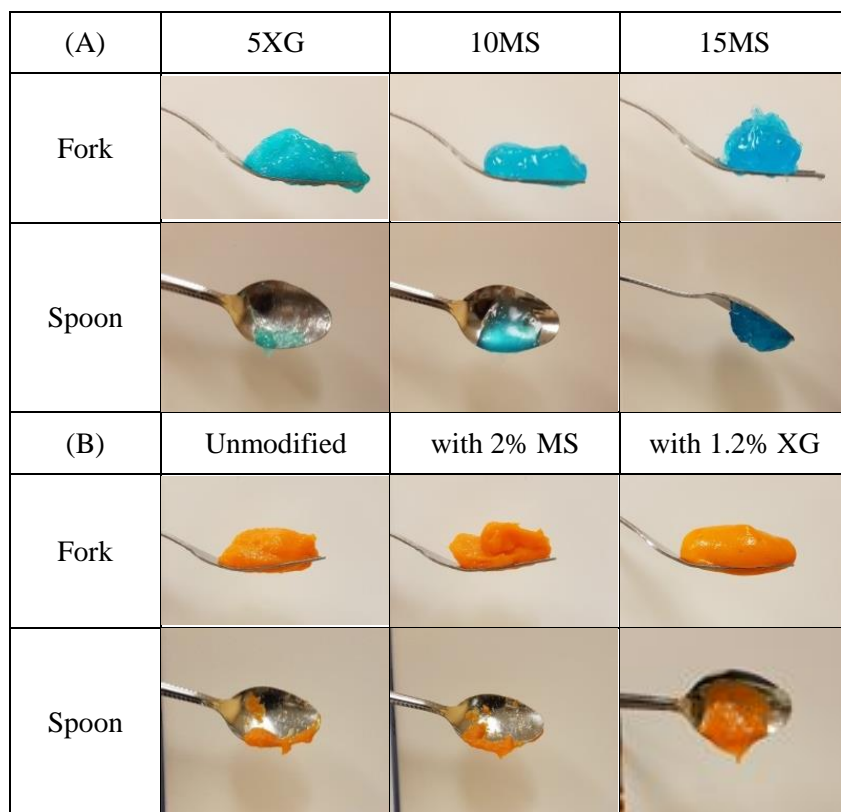 (A) 5XG 10MS 15MS
Fork
Spoon
(B) Unmodified with 2% MS with 1.2% XG
Fork
Spoon